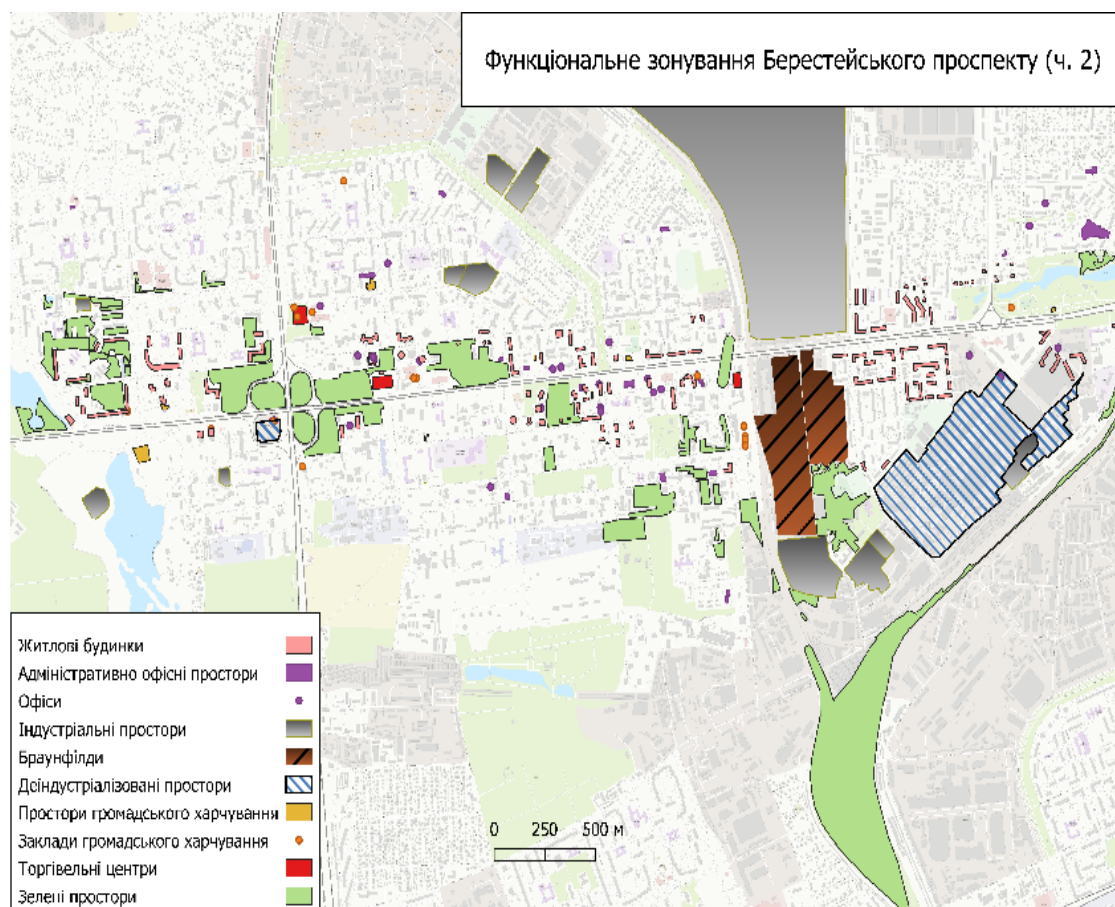 Функціональне зонування Берестейського проспекту (ч. 2)
Житлові будинки
Адміністративно офісні простори
Офіси
Індустріальні простори
Браунфілди
Деіндустріалізовані простори
Простори громадського харчування
Заклади громадського харчування
Торгівельні центри
Зелені простори
0 250 500 м